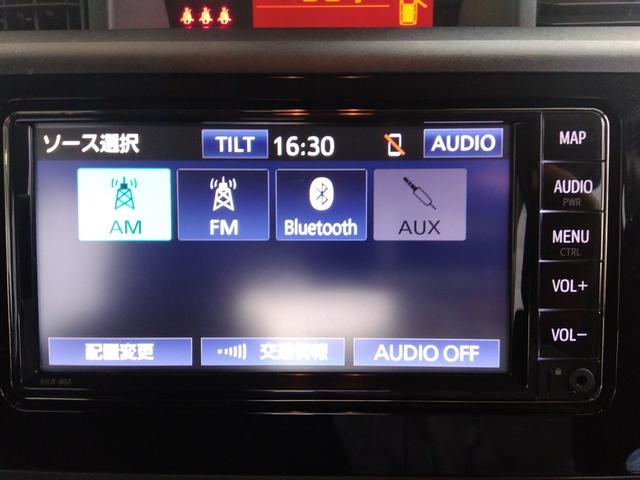 ソース選択 TILT 16:30 AUDIO
AM FM Bluetooth AUX
配置変更 交通情報 AUDIO OFF
MAP
AUDIO
PWR
MENU
CTRL
VOL+
VOL−